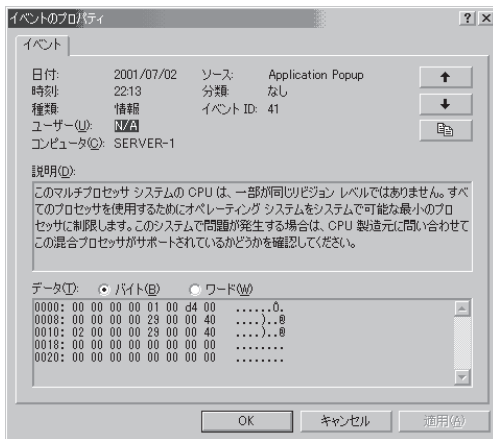 イベントのプロパティ
イベント
日付: 2001/07/02 ソース: Application Popup
時刻: 22:13 分類: なし
種類: 情報 イベント ID: 41
ユーザー(U): N/A
コンピュータ(C): SERVER-1
説明(D):
このマルチプロセッサ システムの CPU は、一部が同じリビジョン レベルではありません。すべ
てのプロセッサを使用するためにオペレーティング システムをシステムで可能な最小のプロ
セッサに制限します。このシステムで問題が発生する場合は、CPU 製造元に問い合わせて
この混合プロセッサがサポートされているかどうかを確認してください。
データ(T): バイト(B) ワード(W)
0000: 00 00 00 00 01 00 d4 00 ......Ô.
0008: 00 00 00 00 29 00 00 40 ....)..@
0010: 02 00 00 00 29 00 00 40 ....)..@
0018: 00 00 00 00 00 00 00 00 ........
0020: 00 00 00 00 00 00 00 00 ........
OK キャンセル 適用(A)